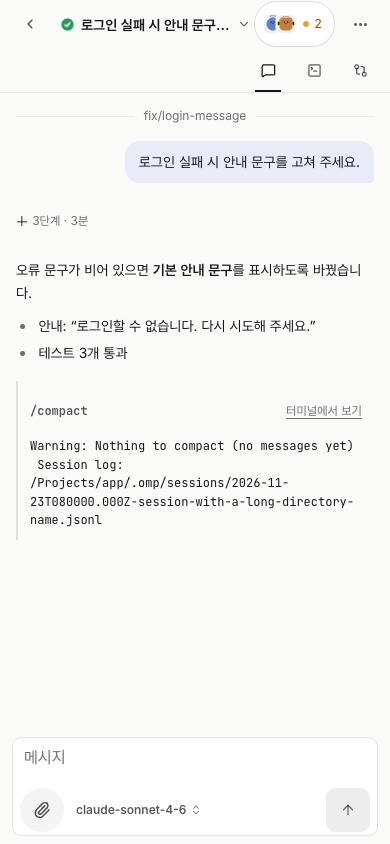 로그인 실패 시 안내 문구...
2
fix/login-message
로그인 실패 시 안내 문구를 고쳐 주세요.
3단계 · 3분
오류 문구가 비어 있으면 기본 안내 문구를 표시하도록 바꿨습니
다.
• 안내: “로그인할 수 없습니다. 다시 시도해 주세요.”
• 테스트 3개 통과
/compact 터미널에서 보기
Warning: Nothing to compact (no messages yet)
Session log:
/Projects/app/.omp/sessions/2026-11-
23T080000.000Z-session-with-a-long-directory-
name.jsonl
메시지
claude-sonnet-4-6